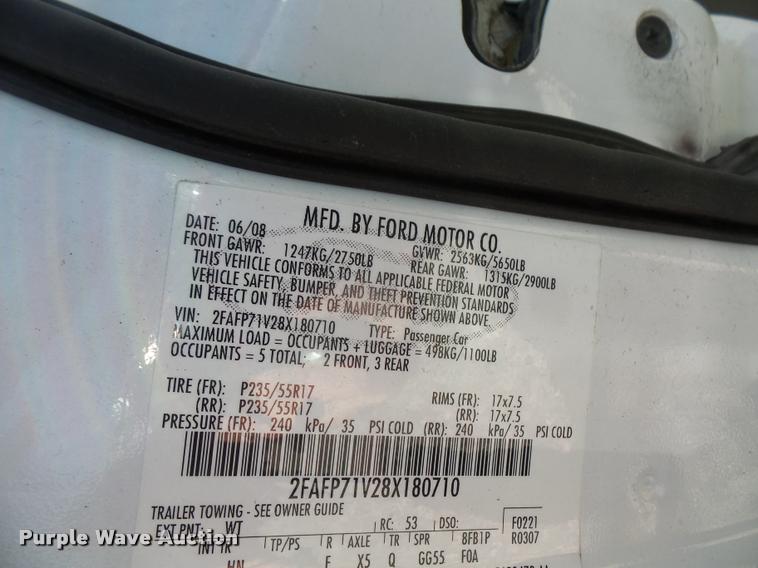 MFD. BY FORD MOTOR CO.
DATE: 06/08
GVWR: 2563KG/5650LB
FRONT GAWR: 1247KG/2750LB
REAR GAWR: 1315KG/2900LB
THIS VEHICLE CONFORMS TO ALL APPLICABLE FEDERAL MOTOR
VEHICLE SAFETY, BUMPER, AND THEFT PREVENTION STANDARDS
IN EFFECT ON THE DATE OF MANUFACTURE SHOWN ABOVE.
VIN: 2FAFP71V28X180710 TYPE: Passenger Car
MAXIMUM LOAD = OCCUPANTS + LUGGAGE = 498KG/1100LB
OCCUPANTS = 5 TOTAL; 2 FRONT, 3 REAR
TIRE (FR): P235/55R17 RIMS (FR): 17x7.5
(RR): P235/55R17 (RR): 17x7.5
PRESSURE (FR): 240 kPa/ 35 PSI COLD (RR): 240 kPa/ 35 PSI COLD
2FAFP71V28X180710
TRAILER TOWING - SEE OWNER GUIDE
EXT PNT: WT RC: 53 DSO: F0221
INT TR TP/PS R AXLE TR SPR 8FB1P R0307
HN F X5 Q GG55 F0A
Purple Wave Auction